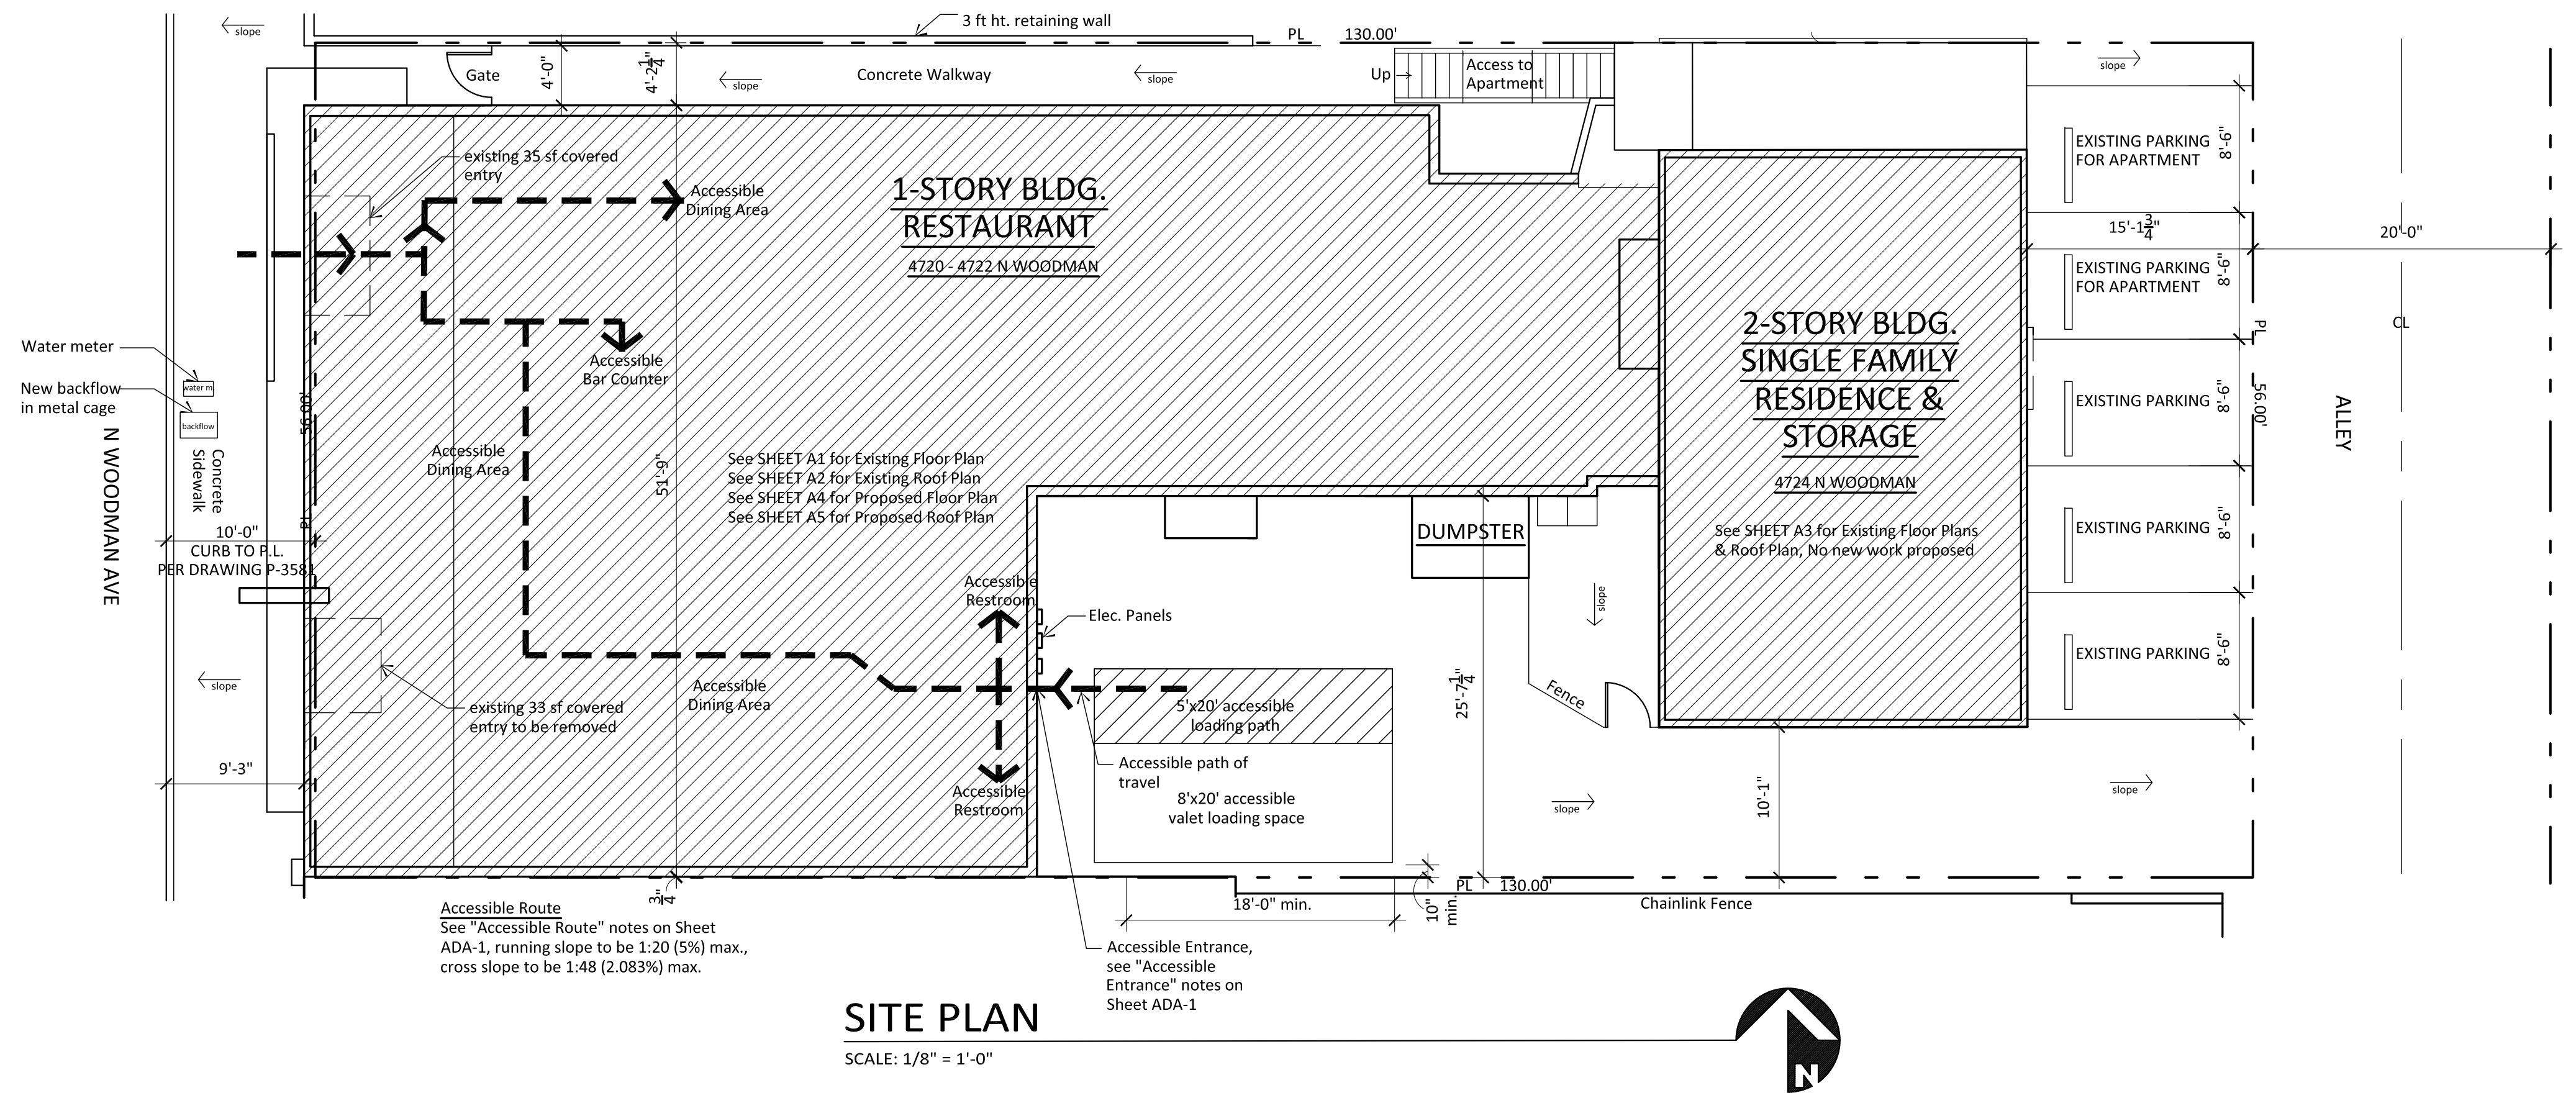 3 ft ht. retaining wall
slope
PL
130.00'
Gate
4'-0"
4'-2 1/4"
slope
Concrete Walkway
slope
Up
Access to
Apartment
slope
existing 35 sf covered
entry
Accessible
Dining Area
1-STORY BLDG.
RESTAURANT
4720 - 4722 N WOODMAN
EXISTING PARKING
FOR APARTMENT
8'-6"
15'-1 3/4"
20'-0"
EXISTING PARKING
FOR APARTMENT
8'-6"
Water meter
water m.
New backflow
in metal cage
backflow
56.00'
Accessible
Bar Counter
2-STORY BLDG.
SINGLE FAMILY
RESIDENCE &
STORAGE
4724 N WOODMAN
See SHEET A3 for Existing Floor Plans
& Roof Plan, No new work proposed
PL
CL
EXISTING PARKING
8'-6"
56.00'
ALLEY
N WOODMAN AVE
Concrete
Sidewalk
Accessible
Dining Area
51'-9"
See SHEET A1 for Existing Floor Plan
See SHEET A2 for Existing Roof Plan
See SHEET A4 for Proposed Floor Plan
See SHEET A5 for Proposed Roof Plan
PL
10'-0"
CURB TO P.L.
PER DRAWING P-3581
DUMPSTER
EXISTING PARKING
8'-6"
Accessible
Restroom
Elec. Panels
slope
slope
existing 33 sf covered
entry to be removed
Accessible
Dining Area
5'x20' accessible
loading path
25'-7 1/4"
Fence
EXISTING PARKING
8'-6"
9'-3"
Accessible
Restroom
Accessible path of
travel
8'x20' accessible
valet loading space
slope
10'-1"
slope
3/4"
PL
130.00'
18'-0" min.
10"
min.
Chainlink Fence
Accessible Route
See "Accessible Route" notes on Sheet
ADA-1, running slope to be 1:20 (5%) max.,
cross slope to be 1:48 (2.083%) max.
Accessible Entrance,
see "Accessible
Entrance" notes on
Sheet ADA-1
SITE PLAN
SCALE: 1/8" = 1'-0"
N